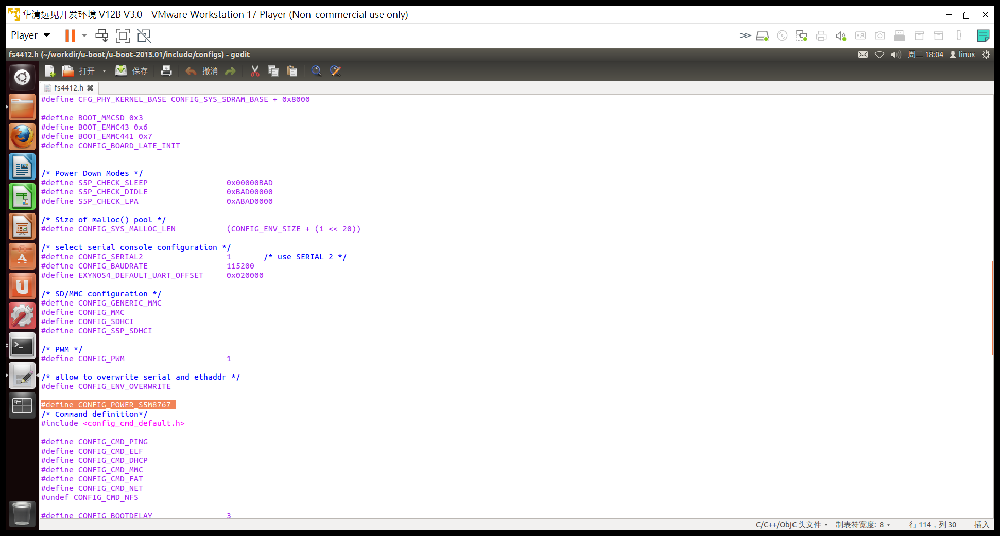 华清远见开发环境 V12B V3.0 - VMware Workstation 17 Player (Non-commercial use only)
Player
fs4412.h (~/workdir/u-boot/u-boot-2013.01/include/configs) - gedit
周二 18:04 linux
打开 保存 撤消
fs4412.h
#define CFG_PHY_KERNEL_BASE CONFIG_SYS_SDRAM_BASE + 0x8000
#define BOOT_MMCSD 0x3
#define BOOT_EMMC43 0x6
#define BOOT_EMMC441 0x7
#define CONFIG_BOARD_LATE_INIT
/* Power Down Modes */
#define S5P_CHECK_SLEEP 0x00000BAD
#define S5P_CHECK_DIDLE 0xBAD00000
#define S5P_CHECK_LPA 0xABAD0000
/* Size of malloc() pool */
#define CONFIG_SYS_MALLOC_LEN (CONFIG_ENV_SIZE + (1 << 20))
/* select serial console configuration */
#define CONFIG_SERIAL2 1 /* use SERIAL 2 */
#define CONFIG_BAUDRATE 115200
#define EXYNOS4_DEFAULT_UART_OFFSET 0x020000
/* SD/MMC configuration */
#define CONFIG_GENERIC_MMC
#define CONFIG_MMC
#define CONFIG_SDHCI
#define CONFIG_S5P_SDHCI
/* PWM */
#define CONFIG_PWM 1
/* allow to overwrite serial and ethaddr */
#define CONFIG_ENV_OVERWRITE
#define CONFIG_POWER_S5M8767
/* Command definition*/
#include <config_cmd_default.h>
#define CONFIG_CMD_PING
#define CONFIG_CMD_ELF
#define CONFIG_CMD_DHCP
#define CONFIG_CMD_MMC
#define CONFIG_CMD_FAT
#define CONFIG_CMD_NET
#undef CONFIG_CMD_NFS
#define CONFIG_BOOTDELAY 3
C/C++/ObjC 头文件 制表符宽度: 8 行 114，列 30 插入